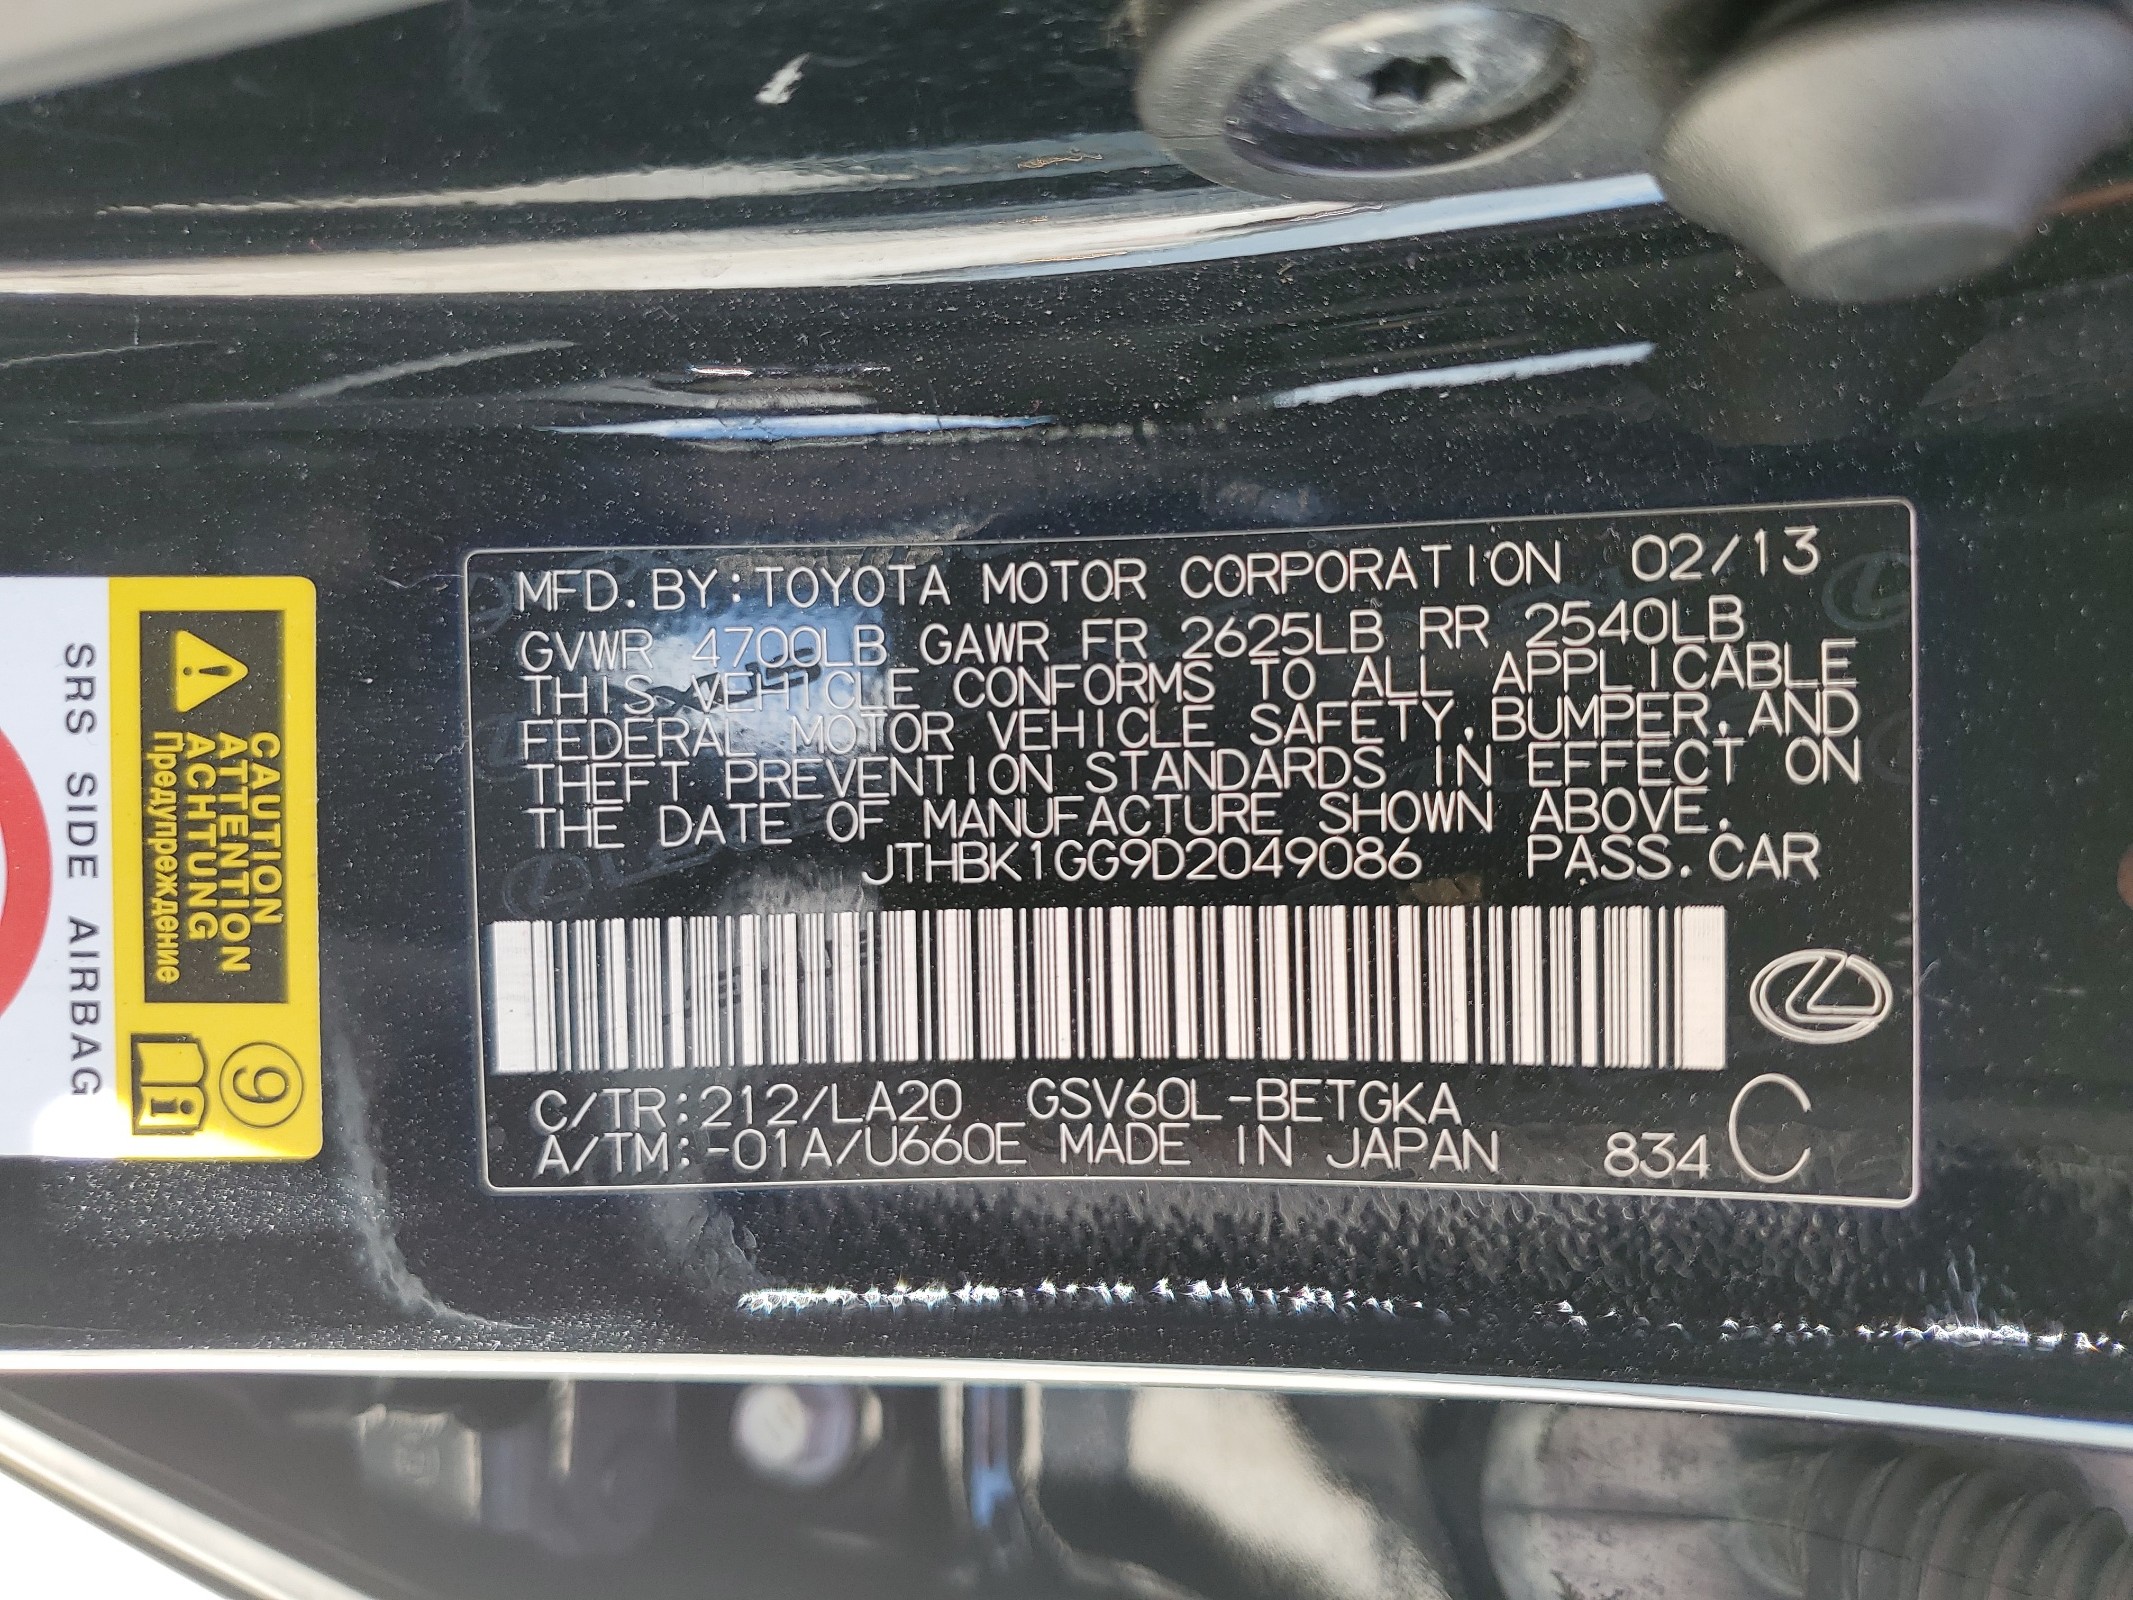 MFD. BY: TOYOTA MOTOR CORPORATION 02/13
GVWR 4700LB GAWR FR 2625LB RR 2540LB
THIS VEHICLE CONFORMS TO ALL APPLICABLE
FEDERAL MOTOR VEHICLE SAFETY, BUMPER, AND
THEFT PREVENTION STANDARDS IN EFFECT ON
THE DATE OF MANUFACTURE SHOWN ABOVE.
JTHBK1GG9D2049086 PASS. CAR
C/TR: 212/LA20 GSV60L-BETGKA
A/TM: -01A/U660E MADE IN JAPAN 834 C
CAUTION
ATTENTION
ACHTUNG
Предупреждение
9
SRS SIDE AIRBAG